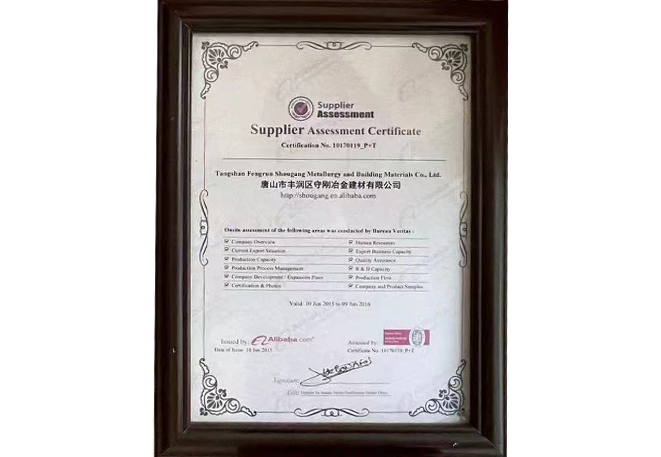 Supplier
Assessment
Supplier Assessment Certificate
Certification No. 10170119_P+T
Tangshan Fengrun Shougang Metallurgy and Building Materials Co., Ltd.
唐山市丰润区守刚冶金建材有限公司
http://shougang.en.alibaba.com
Onsite assessment of the following areas was conducted by Bureau Veritas :
Company Overview
Human Resources
Current Export Situation
Export Business Capacity
Production Capacity
Quality Assurance
Production Process Management
R & D Capacity
Company Development / Expansion Plans
Production Flow
Certification & Photos
Company and Product Samples
Valid: 10 Jun 2015 to 09 Jun 2016
Issued by: Alibaba.com
Assessed by:
Date of Issue: 10 Jun 2015
Certificate No. 10170119_P+T
Signature: